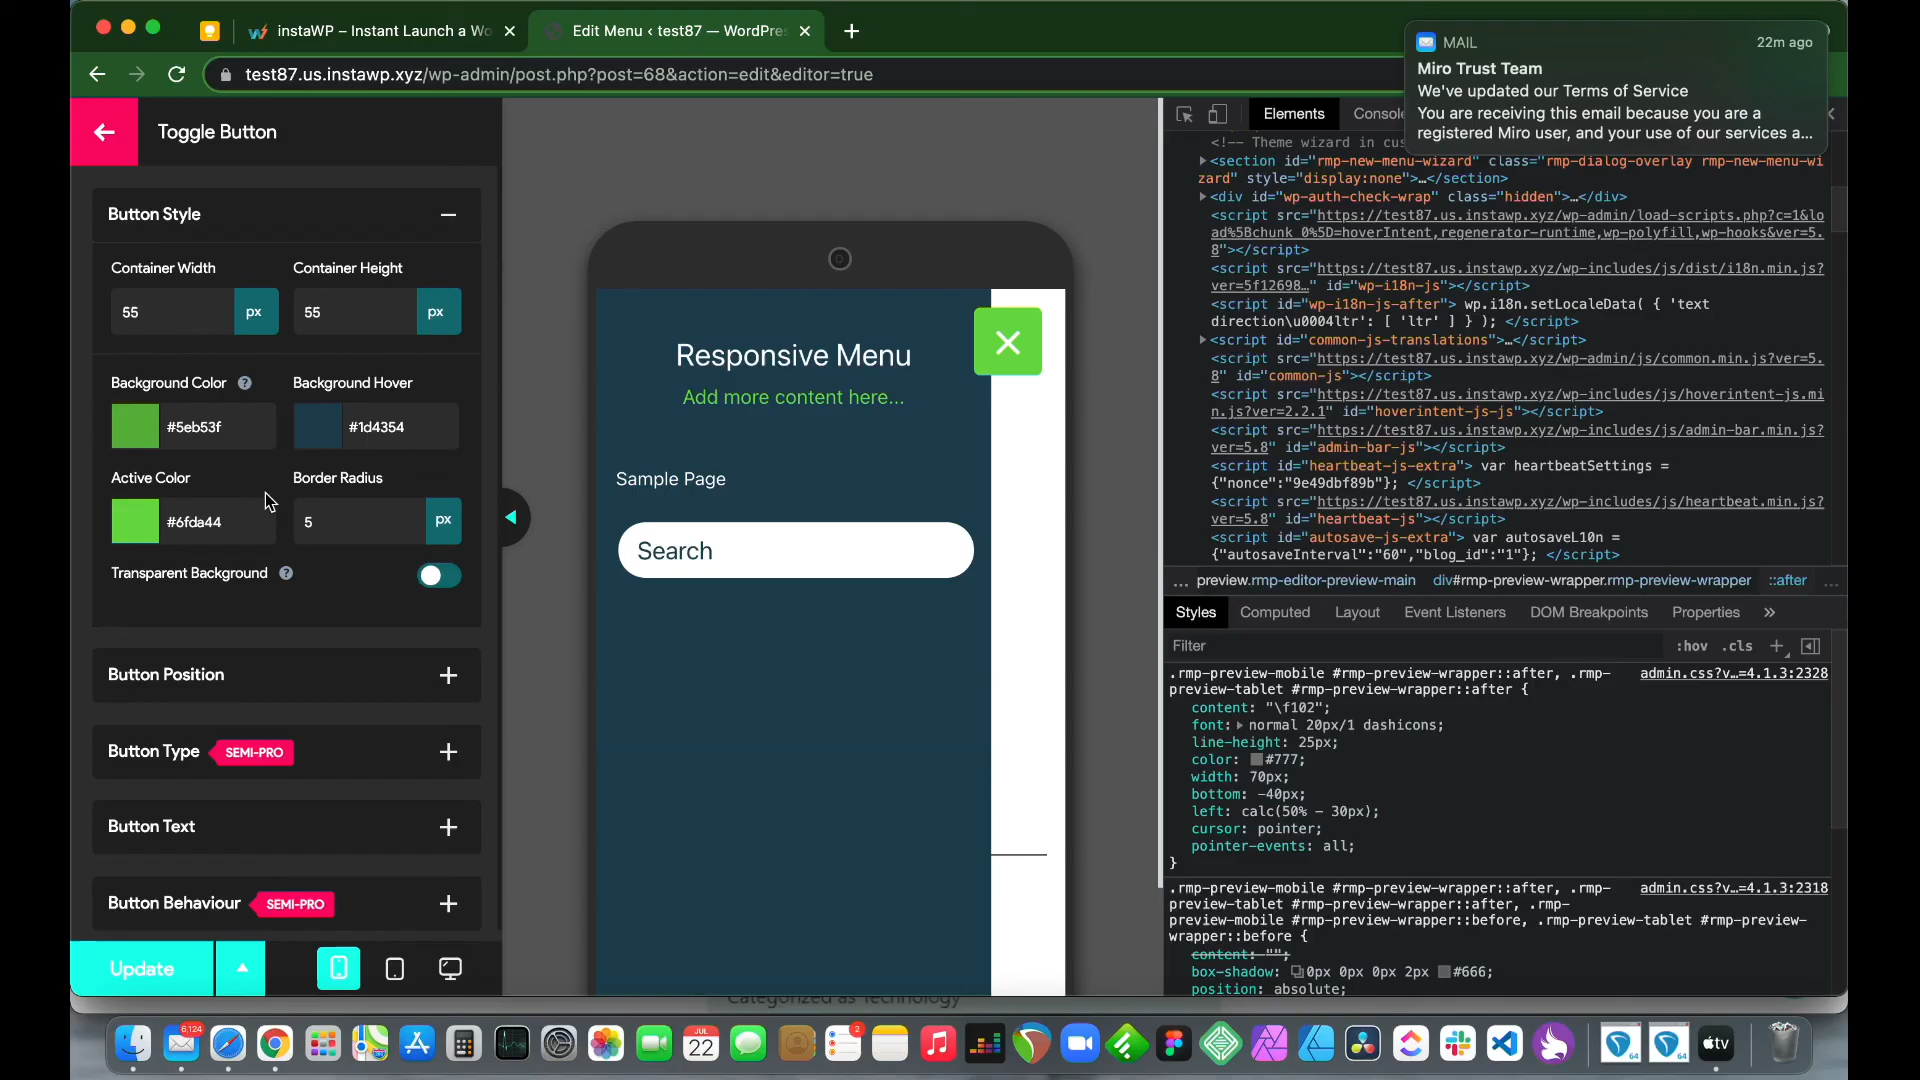 instaWP – Instant Launch a Wo
Edit Menu ‹ test87 — WordPres
test87.us.instawp.xyz/wp-admin/post.php?post=68&action=edit&editor=true
MAIL
22m ago
Miro Trust Team
We've updated our Terms of Service
You are receiving this email because you are a
registered Miro user, and your use of our services a...
Toggle Button
Button Style
Container Width
Container Height
55 px
55 px
Background Color
Background Hover
#5eb53f
#1d4354
Active Color
Border Radius
#6fda44
5 px
Transparent Background
Button Position
Button Type SEMI-PRO
Button Text
Button Behaviour SEMI-PRO
Update
Responsive Menu
Add more content here...
Sample Page
Search
Categorized as Technology
Elements
Console
<!-- Theme wizard in cus
<section id="rmp-new-menu-wizard" class="rmp-dialog-overlay rmp-new-menu-wi
zard" style="display:none">…</section>
<div id="wp-auth-check-wrap" class="hidden">…</div>
<script src="https://test87.us.instawp.xyz/wp-admin/load-scripts.php?c=1&lo
ad%5Bchunk_0%5D=hoverIntent,regenerator-runtime,wp-polyfill,wp-hooks&ver=5.
8"></script>
<script src="https://test87.us.instawp.xyz/wp-includes/js/dist/i18n.min.js?
ver=5f12698…" id="wp-i18n-js"></script>
<script id="wp-i18n-js-after"> wp.i18n.setLocaleData( { 'text
direction\u0004ltr': [ 'ltr' ] } ); </script>
<script id="common-js-translations">…</script>
<script src="https://test87.us.instawp.xyz/wp-admin/js/common.min.js?ver=5.
8" id="common-js"></script>
<script src="https://test87.us.instawp.xyz/wp-includes/js/hoverintent-js.mi
n.js?ver=2.2.1" id="hoverintent-js-js"></script>
<script src="https://test87.us.instawp.xyz/wp-includes/js/admin-bar.min.js?
ver=5.8" id="admin-bar-js"></script>
<script id="heartbeat-js-extra"> var heartbeatSettings =
{"nonce":"9e49dbf89b"}; </script>
<script src="https://test87.us.instawp.xyz/wp-includes/js/heartbeat.min.js?
ver=5.8" id="heartbeat-js"></script>
<script id="autosave-js-extra"> var autosaveL10n =
{"autosaveInterval":"60","blog_id":"1"}; </script>
... preview.rmp-editor-preview-main div#rmp-preview-wrapper.rmp-preview-wrapper ::after ...
Styles Computed Layout Event Listeners DOM Breakpoints Properties »
Filter :hov .cls +
.rmp-preview-mobile #rmp-preview-wrapper::after, .rmp-
admin.css?v…=4.1.3:2328
preview-tablet #rmp-preview-wrapper::after {
content: "\f102";
font: normal 20px/1 dashicons;
line-height: 25px;
color: #777;
width: 70px;
bottom: -40px;
left: calc(50% - 30px);
cursor: pointer;
pointer-events: all;
}
.rmp-preview-mobile #rmp-preview-wrapper::after, .rmp-
admin.css?v…=4.1.3:2318
preview-tablet #rmp-preview-wrapper::after, .rmp-
preview-mobile #rmp-preview-wrapper::before, .rmp-preview-tablet #rmp-preview-
wrapper::before {
content: "";
box-shadow: 0px 0px 0px 2px #666;
position: absolute;
6,124
JUL
22
2
64
64
tv